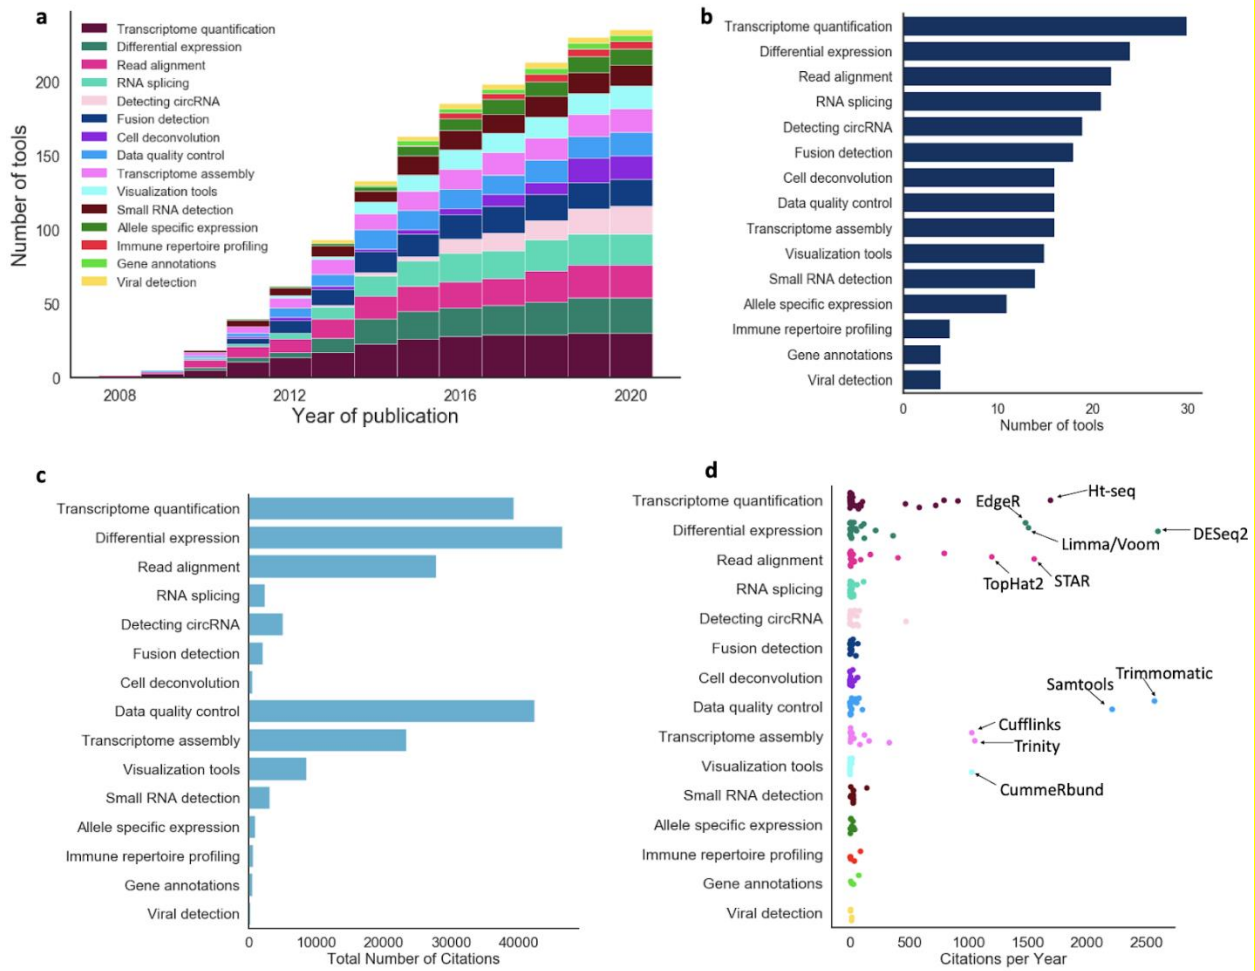 a
Transcriptome quantification
Differential expression
Read alignment
RNA splicing
Detecting circRNA
Fusion detection
Cell deconvolution
Data quality control
Transcriptome assembly
Visualization tools
Small RNA detection
Allele specific expression
Immune repertoire profiling
Gene annotations
Viral detection
Number of tools
200
150
100
50
0
2008
2012
2016
2020
Year of publication
b
Transcriptome quantification
Differential expression
Read alignment
RNA splicing
Detecting circRNA
Fusion detection
Cell deconvolution
Data quality control
Transcriptome assembly
Visualization tools
Small RNA detection
Allele specific expression
Immune repertoire profiling
Gene annotations
Viral detection
0
10
20
30
Number of tools
c
Transcriptome quantification
Differential expression
Read alignment
RNA splicing
Detecting circRNA
Fusion detection
Cell deconvolution
Data quality control
Transcriptome assembly
Visualization tools
Small RNA detection
Allele specific expression
Immune repertoire profiling
Gene annotations
Viral detection
0
10000
20000
30000
40000
Total Number of Citations
d
Transcriptome quantification
Differential expression
Read alignment
RNA splicing
Detecting circRNA
Fusion detection
Cell deconvolution
Data quality control
Transcriptome assembly
Visualization tools
Small RNA detection
Allele specific expression
Immune repertoire profiling
Gene annotations
Viral detection
EdgeR
Ht-seq
Limma/Voom
DESeq2
TopHat2
STAR
Samtools
Trimmomatic
Cufflinks
Trinity
CummeRbund
0
500
1000
1500
2000
2500
Citations per Year